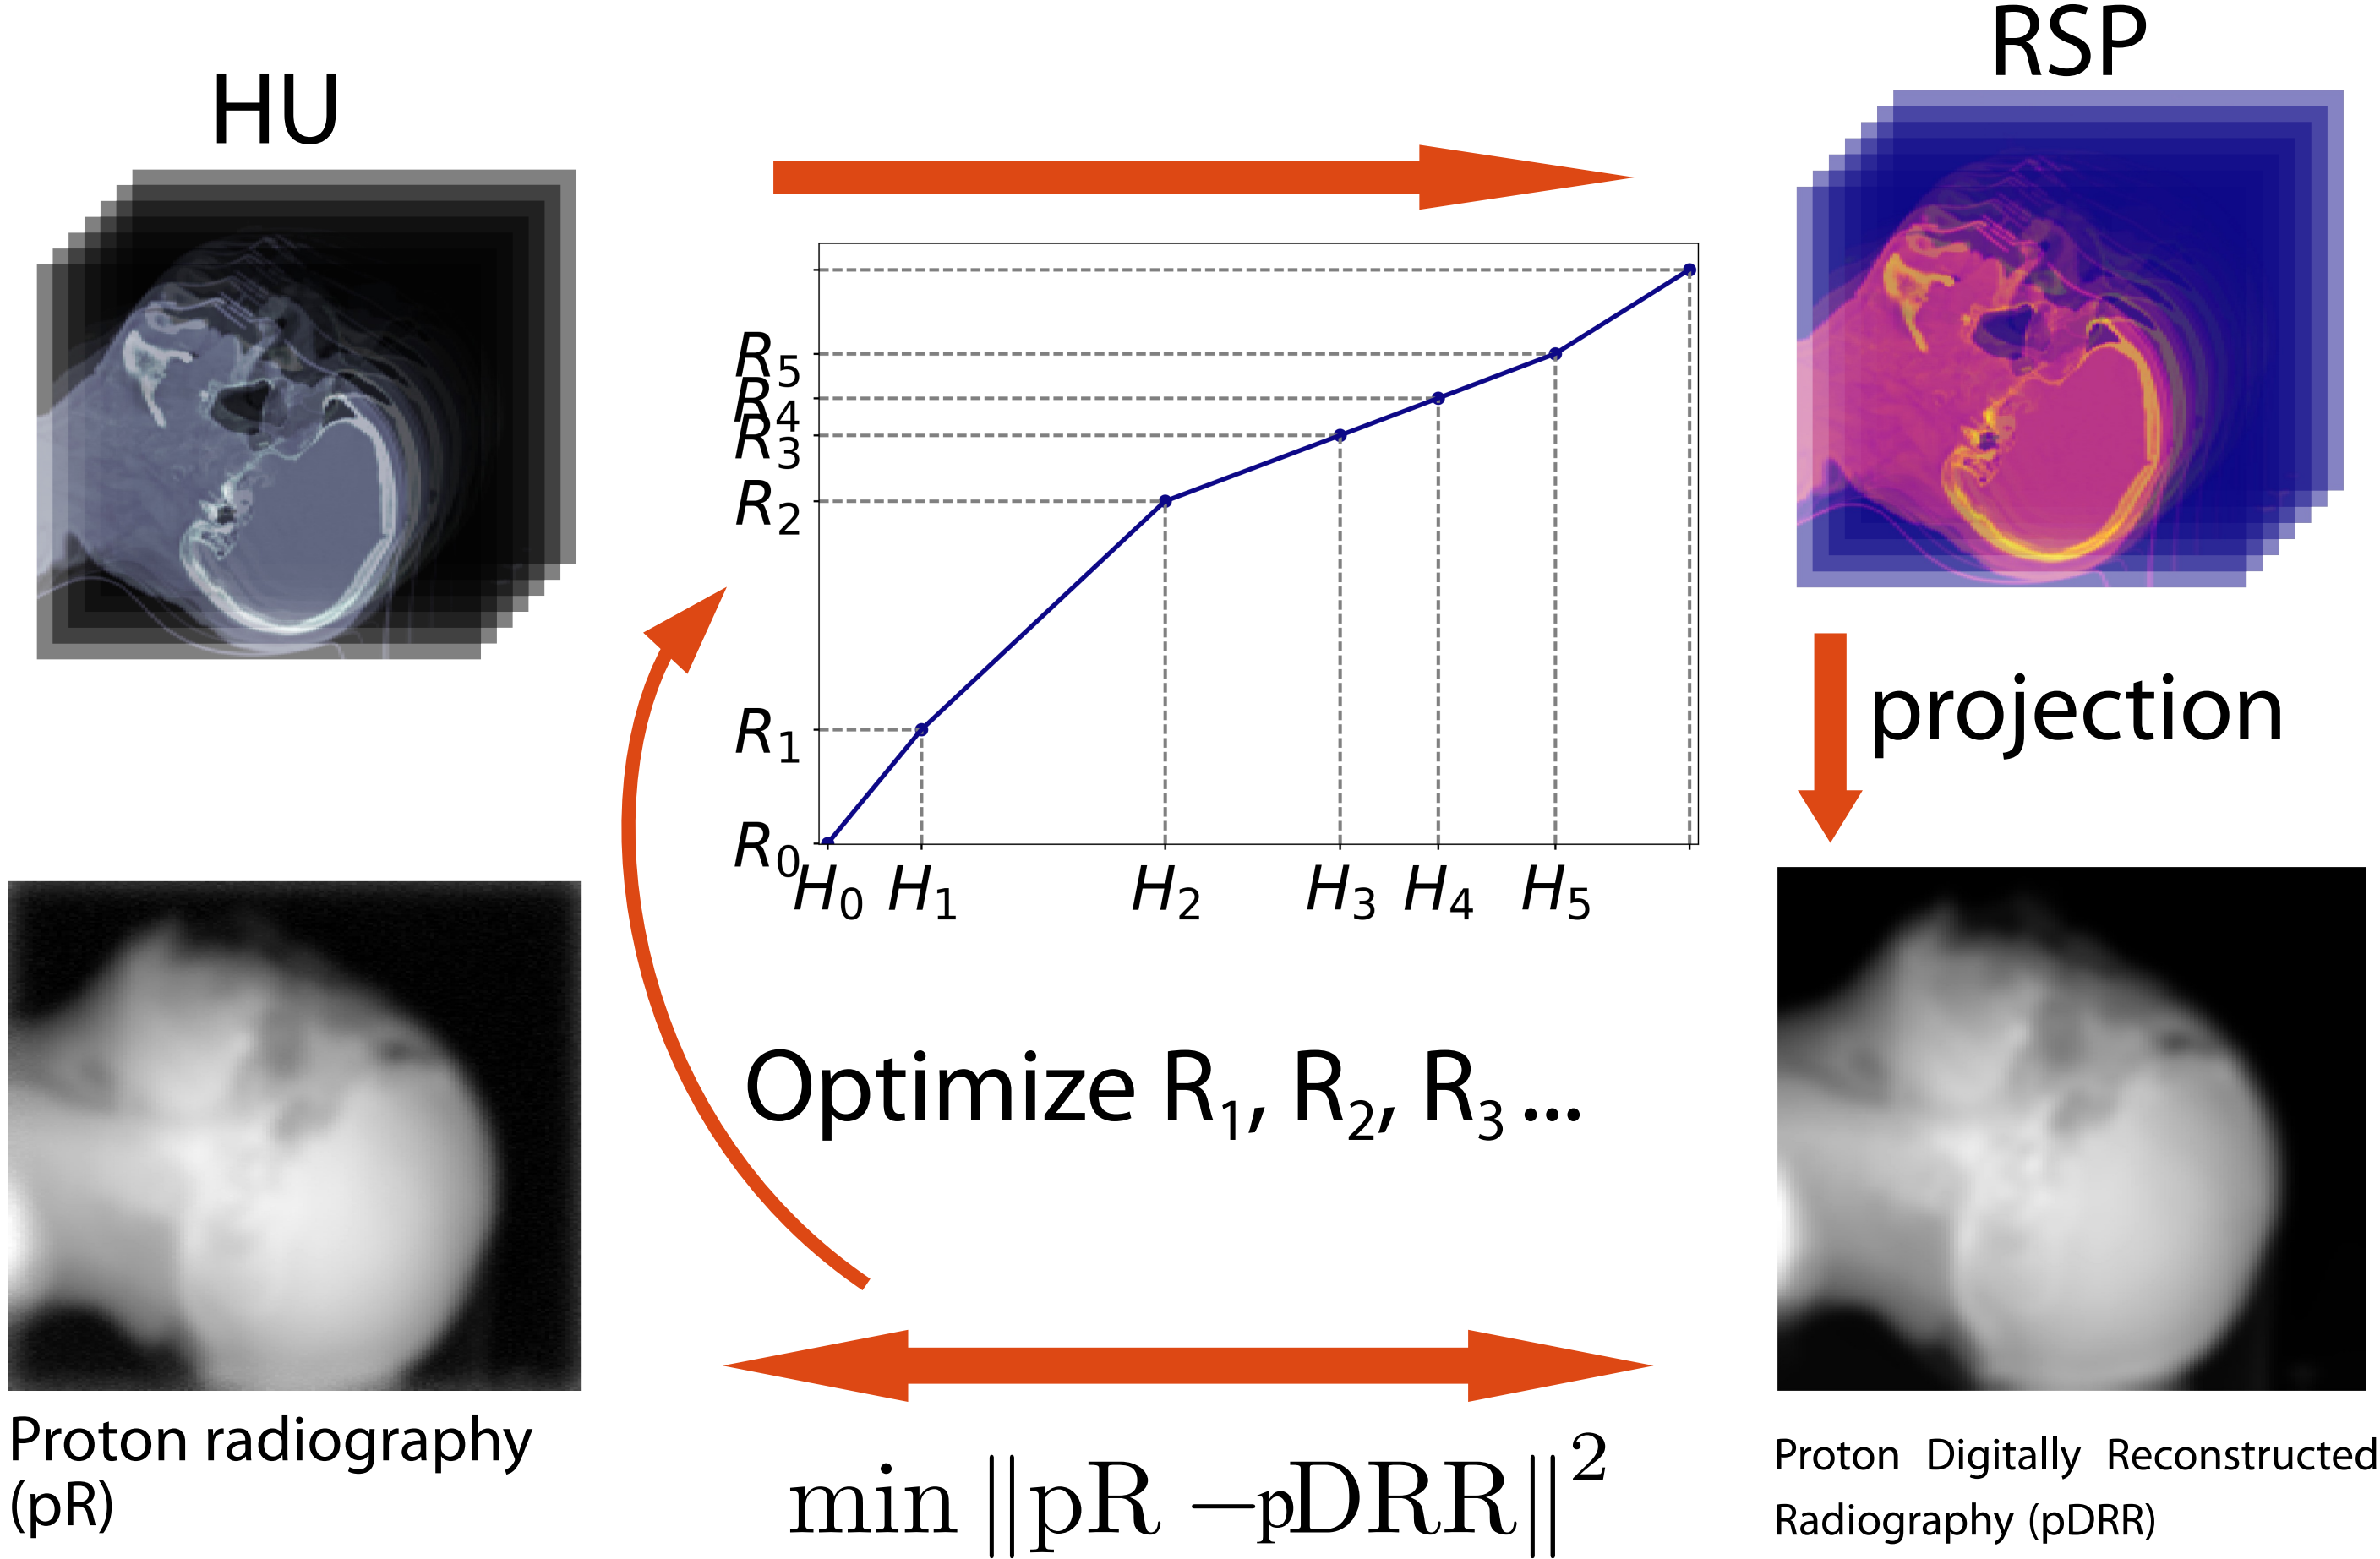 HU
RSP
R5
R4
R3
R2
R1
R0
H0 H1 H2 H3 H4 H5
projection
Optimize R1, R2, R3 ...
Proton radiography
(pR)
min ‖pR −pDRR‖²
Proton Digitally Reconstructed
Radiography (pDRR)